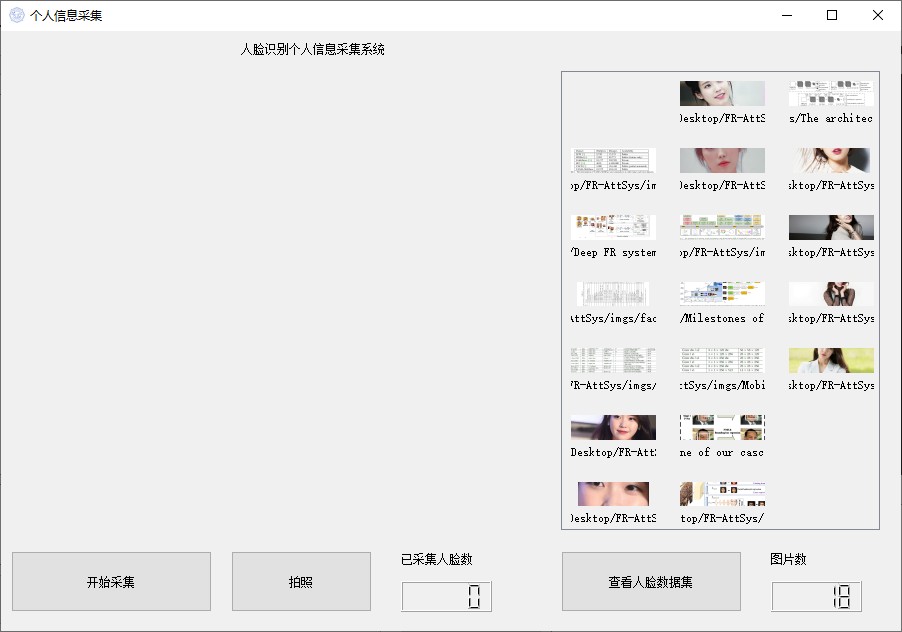 个人信息采集
人脸识别个人信息采集系统
Desktop/FR-AttS
s/The architec
op/FR-AttSys/im
Desktop/FR-AttS
sktop/FR-AttSys
/Deep FR system
op/FR-AttSys/im
sktop/FR-AttSys
AttSys/imgs/fac
/Milestones of
sktop/FR-AttSys
FR-AttSys/imgs/
ctSys/imgs/Mobi
sktop/FR-AttSys
Desktop/FR-Att
ne of our casc
Desktop/FR-AttS
top/FR-AttSys/
开始采集
拍照
已采集人脸数
0
查看人脸数据集
图片数
18